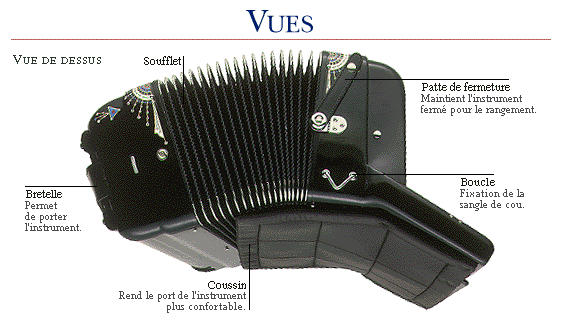 VUES
VUE DE DESSUS
Soufflet
Patte de fermeture
Maintient l'instrument
fermé pour le rangement.
Boucle
Fixation de la
sangle de cou.
Bretelle
Permet
de porter
l'instrument.
Coussin
Rend le port de l'instrument
plus confortable.